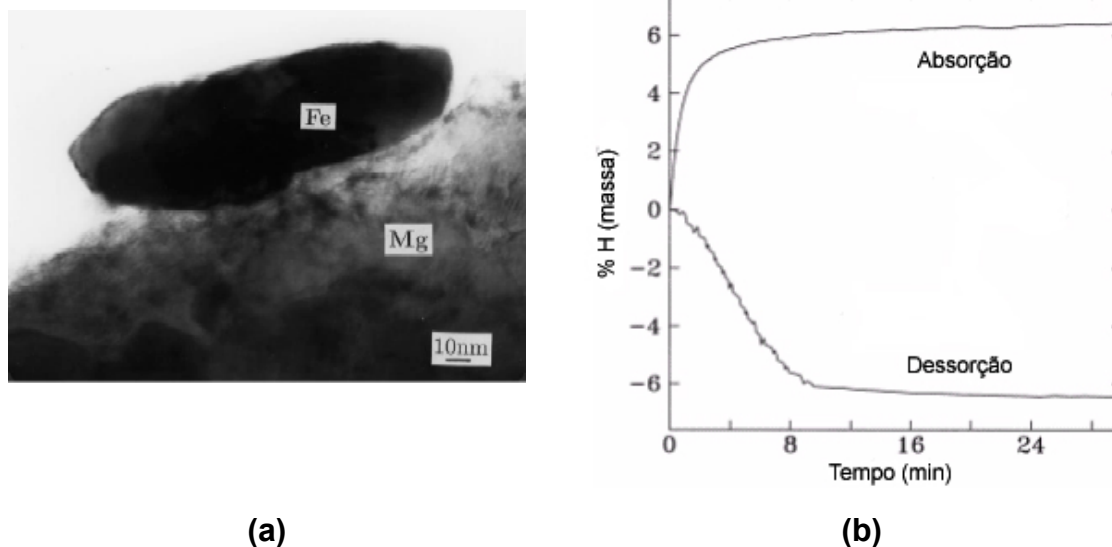 Fe
Mg
10nm
(a)
6
4
2
0
−2
−4
−6
% H (massa)
Absorção
Dessorção
0
8
16
24
Tempo (min)
(b)